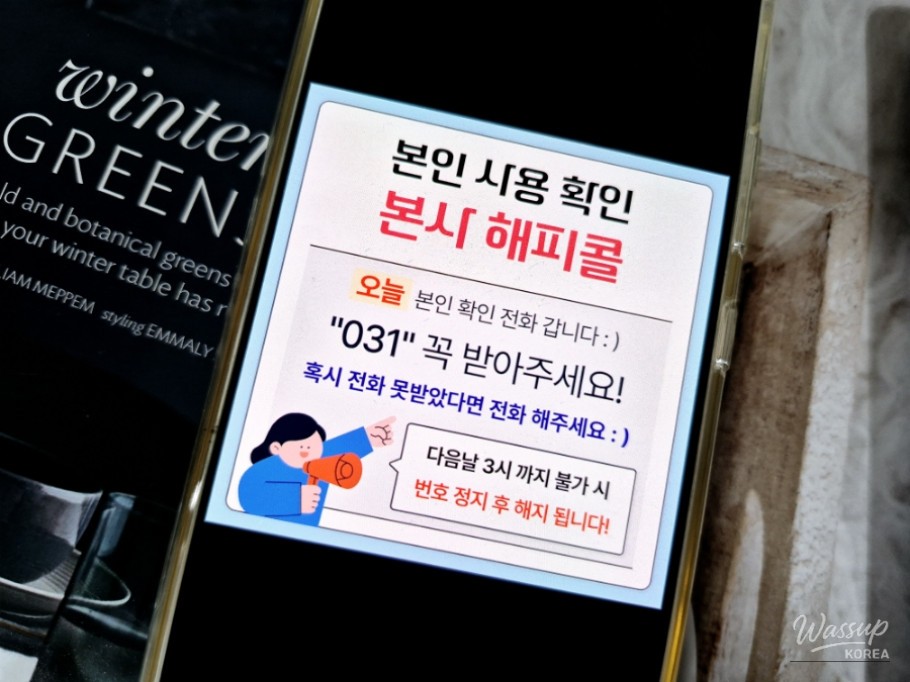 winter
GREENS
ld and botanical greens
your winter table has r
LIAM MEPPEM styling EMMALY
본인 사용 확인
본사 해피콜
오늘 본인 확인 전화 갑니다 : )
"031" 꼭 받아주세요!
혹시 전화 못받았다면 전화 해주세요 : )
다음날 3시 까지 불가 시
번호 정지 후 해지 됩니다!
Wassup
KOREA